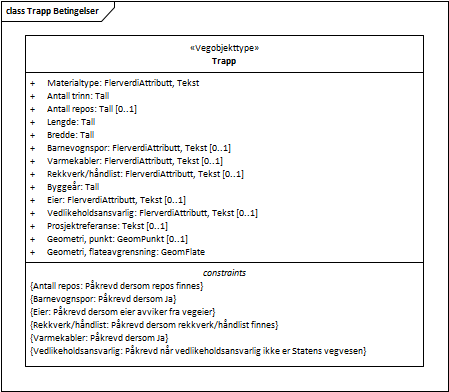 class Trapp Betingelser
«Vegobjekttype»
Trapp
+ Materialtype: FlerverdiAttributt, Tekst
+ Antall trinn: Tall
+ Antall repos: Tall [0..1]
+ Lengde: Tall
+ Bredde: Tall
+ Barnevognspor: FlerverdiAttributt, Tekst [0..1]
+ Varmekabler: FlerverdiAttributt, Tekst [0..1]
+ Rekkverk/håndlist: FlerverdiAttributt, Tekst [0..1]
+ Byggeår: Tall
+ Eier: FlerverdiAttributt, Tekst [0..1]
+ Vedlikeholdsansvarlig: FlerverdiAttributt, Tekst [0..1]
+ Prosjektreferanse: Tekst [0..1]
+ Geometri, punkt: GeomPunkt [0..1]
+ Geometri, flateavgrensning: GeomFlate
constraints
{Antall repos: Påkrevd dersom repos finnes}
{Barnevognspor: Påkrevd dersom Ja}
{Eier: Påkrevd dersom eier avviker fra vegeier}
{Rekkverk/håndlist: Påkrevd dersom rekkverk/håndlist finnes}
{Varmekabler: Påkrevd dersom Ja}
{Vedlikeholdsansvarlig: Påkrevd når vedlikeholdsansvarlig ikke er Statens vegvesen}